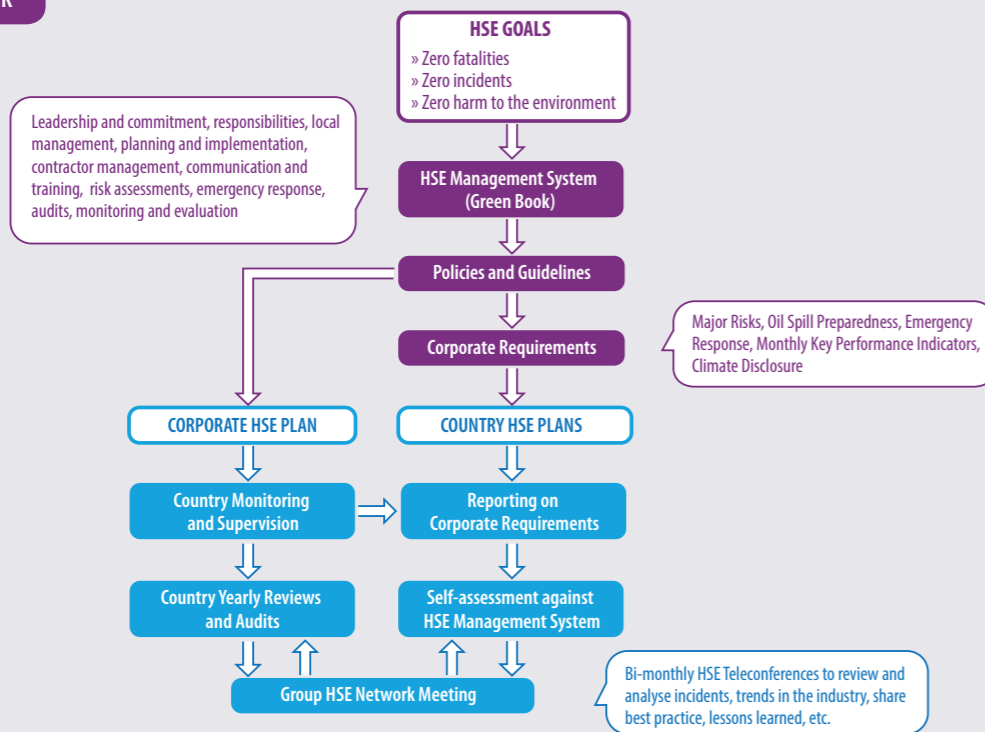 HSE GOALS
» Zero fatalities
» Zero incidents
» Zero harm to the environment
Leadership and commitment, responsibilities, local
management, planning and implementation,
contractor management, communication and
training, risk assessments, emergency response,
audits, monitoring and evaluation
HSE Management System
(Green Book)
Policies and Guidelines
Corporate Requirements
Major Risks, Oil Spill Preparedness, Emergency
Response, Monthly Key Performance Indicators,
Climate Disclosure
CORPORATE HSE PLAN
COUNTRY HSE PLANS
Country Monitoring
and Supervision
Reporting on
Corporate Requirements
Country Yearly Reviews
and Audits
Self-assessment against
HSE Management System
Group HSE Network Meeting
Bi-monthly HSE Teleconferences to review and
analyse incidents, trends in the industry, share
best practice, lessons learned, etc.